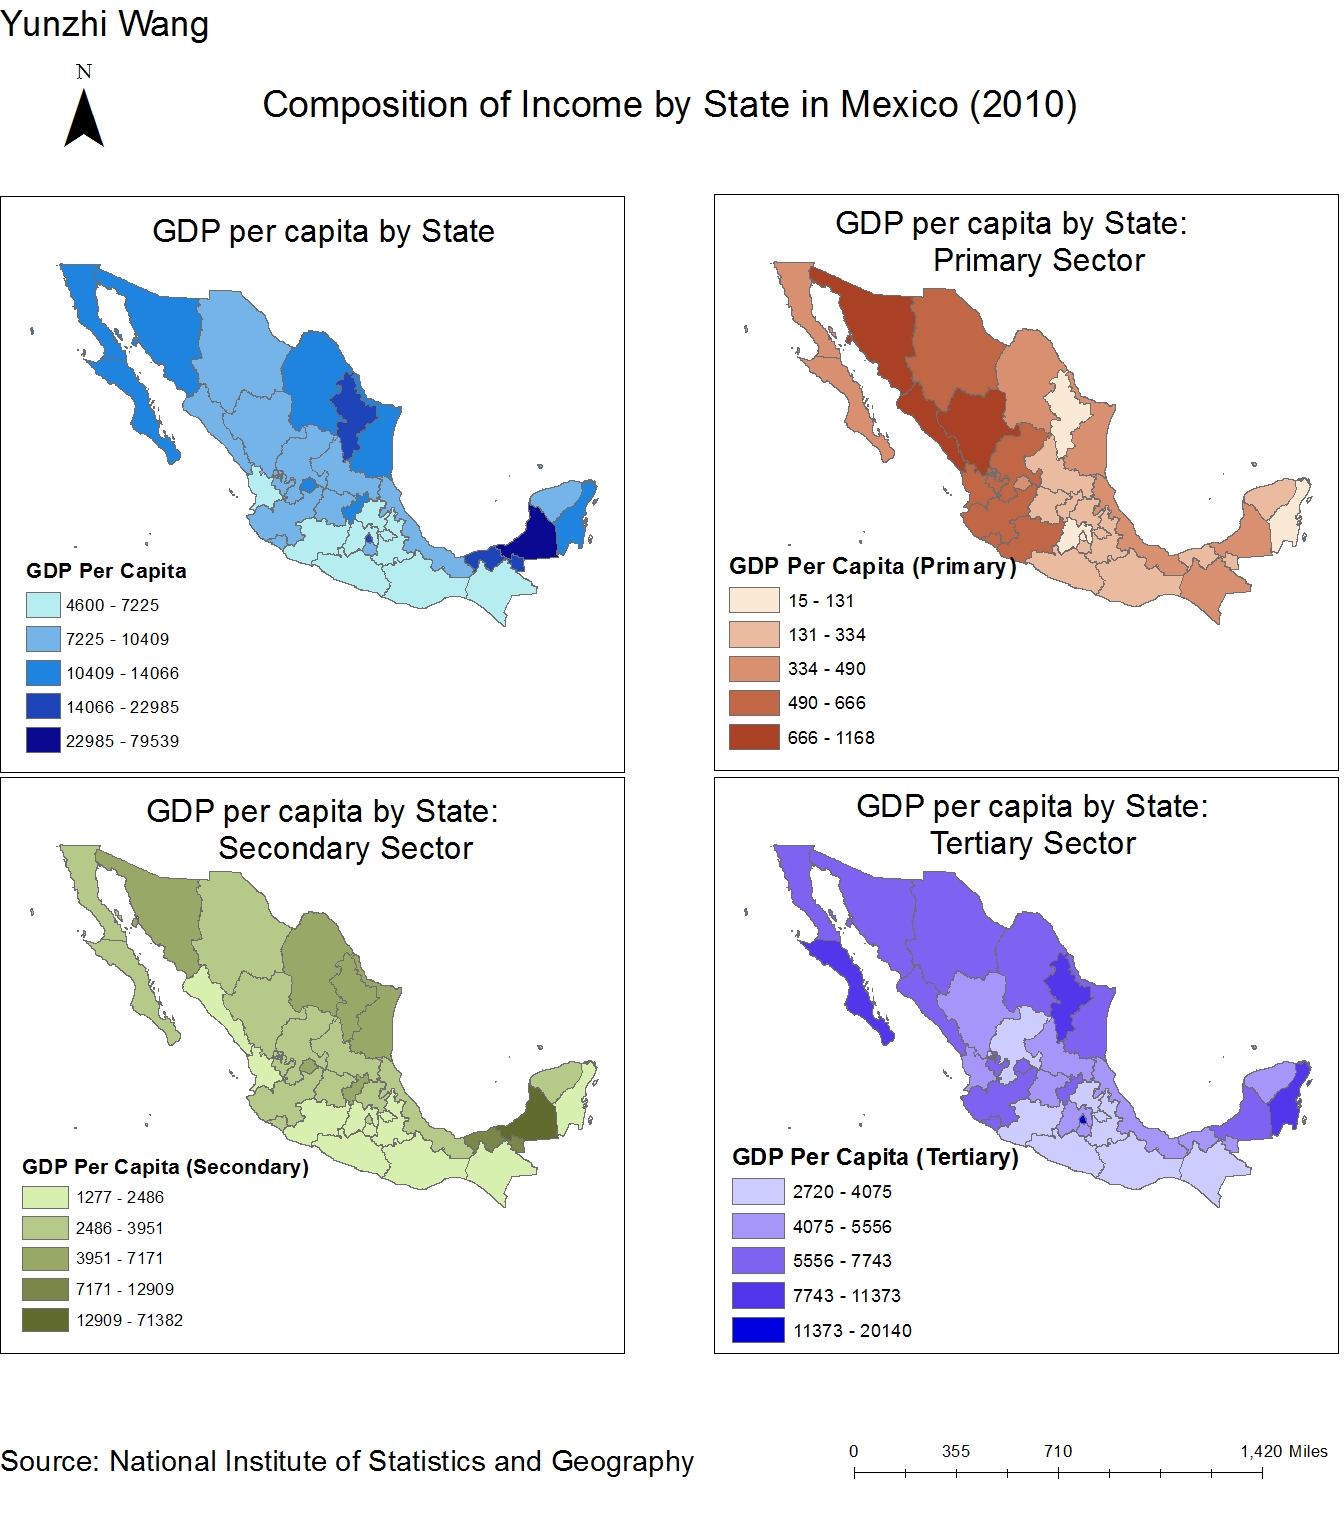 Yunzhi Wang
N
Composition of Income by State in Mexico (2010)
GDP per capita by State
GDP Per Capita
4600 - 7225
7225 - 10409
10409 - 14066
14066 - 22985
22985 - 79539
GDP per capita by State:
Primary Sector
GDP Per Capita (Primary)
15 - 131
131 - 334
334 - 490
490 - 666
666 - 1168
GDP per capita by State:
Secondary Sector
GDP Per Capita (Secondary)
1277 - 2486
2486 - 3951
3951 - 7171
7171 - 12909
12909 - 71382
GDP per capita by State:
Tertiary Sector
GDP Per Capita (Tertiary)
2720 - 4075
4075 - 5556
5556 - 7743
7743 - 11373
11373 - 20140
Source: National Institute of Statistics and Geography
0 355 710 1,420 Miles